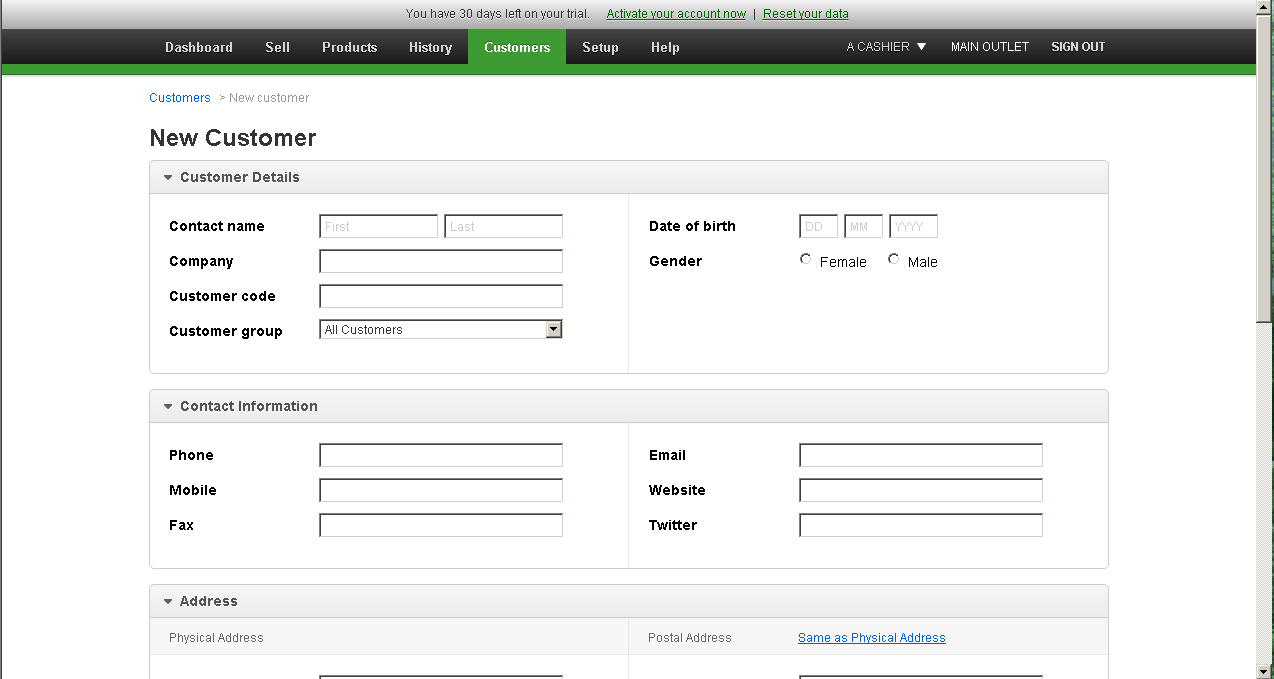 You have 30 days left on your trial. Activate your account now | Reset your data
Dashboard Sell Products History Customers Setup Help A CASHIER ▼ MAIN OUTLET SIGN OUT
Customers > New customer
New Customer
Customer Details
Contact name First Last Date of birth DD MM YYYY
Company Gender Female Male
Customer code
Customer group All Customers
Contact Information
Phone Email
Mobile Website
Fax Twitter
Address
Physical Address Postal Address Same as Physical Address